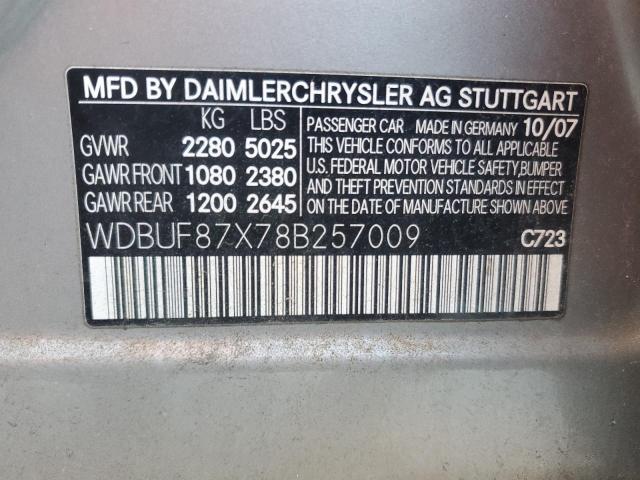 MFD BY DAIMLERCHRYSLER AG STUTTGART
KG LBS
GVWR 2280 5025
GAWR FRONT 1080 2380
GAWR REAR 1200 2645
PASSENGER CAR MADE IN GERMANY 10/07
THIS VEHICLE CONFORMS TO ALL APPLICABLE
U.S. FEDERAL MOTOR VEHICLE SAFETY, BUMPER
AND THEFT PREVENTION STANDARDS IN EFFECT
ON THE DATE OF MANUFACTURE SHOWN ABOVE.
WDBUF87X78B257009 C723